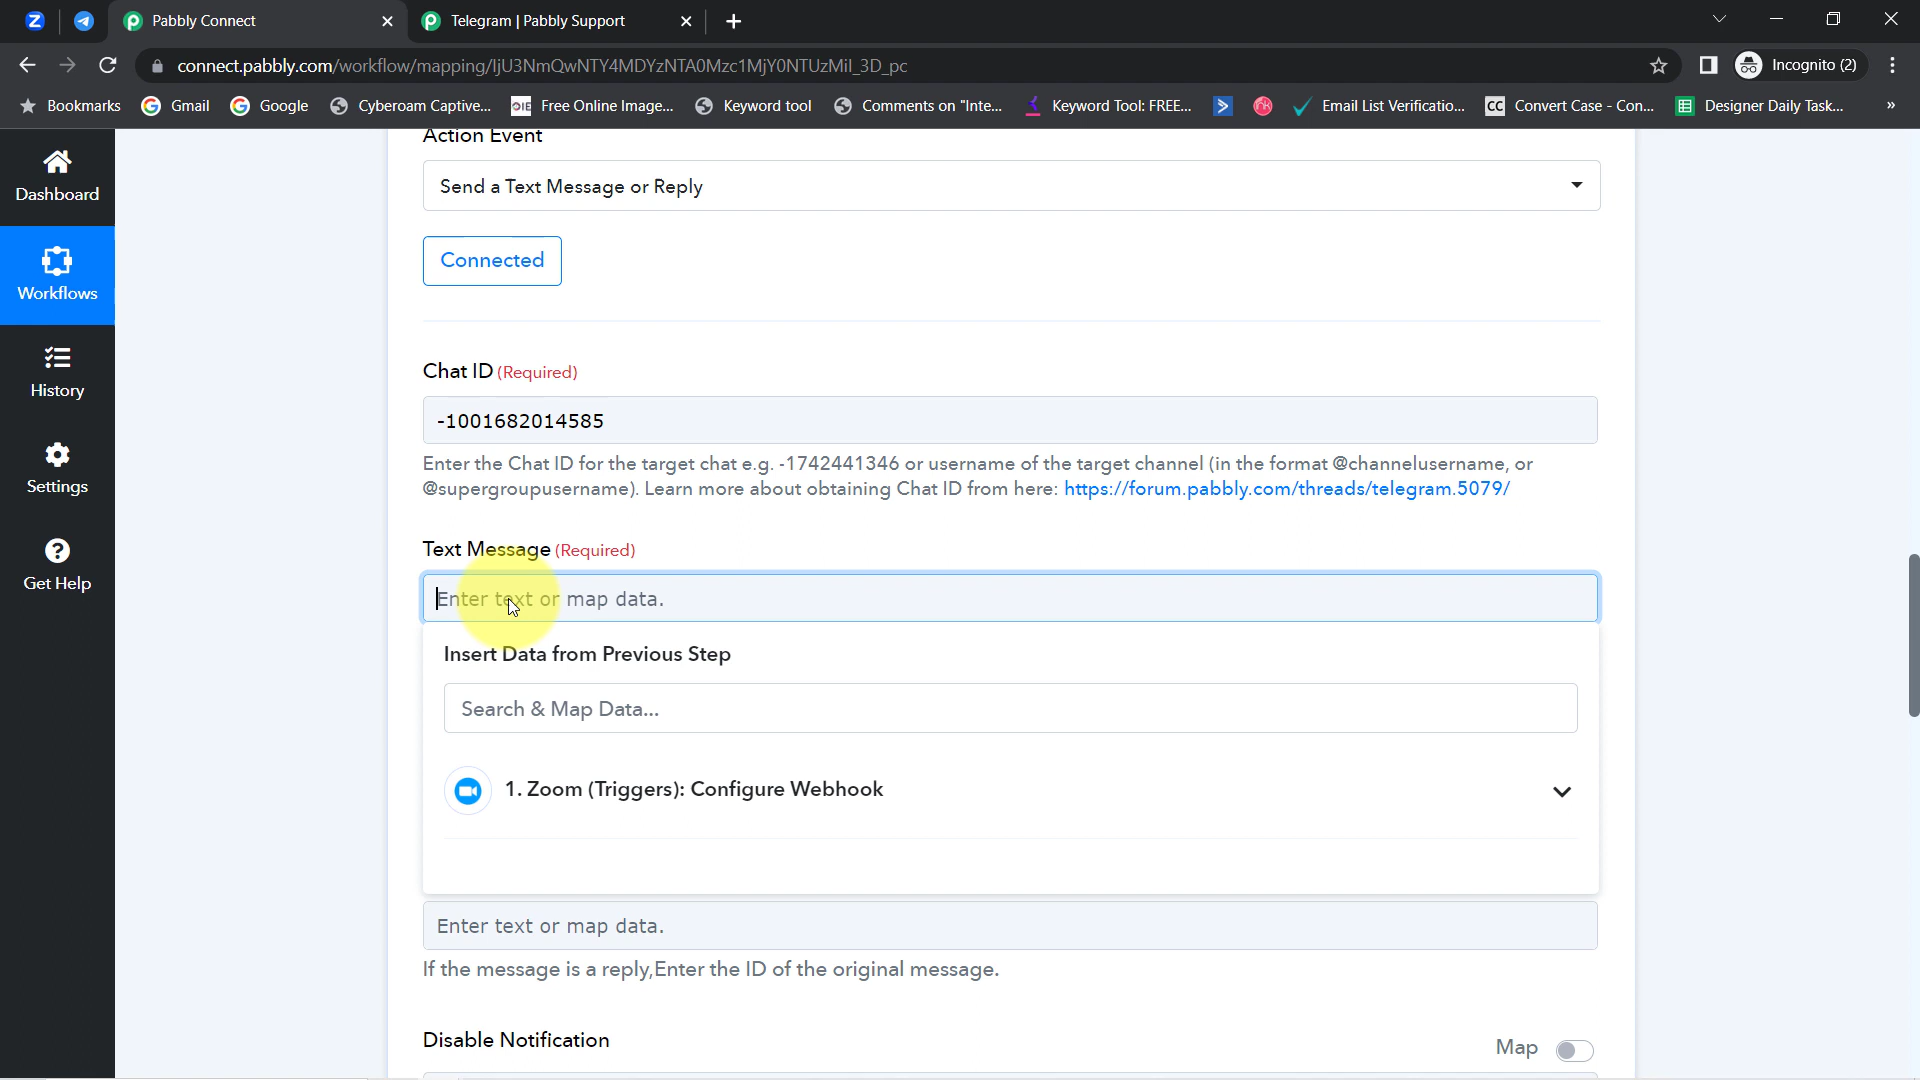 Pabbly Connect
Telegram | Pabbly Support
connect.pabbly.com/workflow/mapping/IjU3NmQwNTY4MDYzNTA0Mzc1MjY0NTUzMiI_3D_pc
Incognito (2)
Bookmarks
Gmail
Google
Cyberoam Captive...
Free Online Image...
Keyword tool
Comments on "Inte...
Keyword Tool: FREE...
Email List Verificatio...
CC
Convert Case - Con...
Designer Daily Task...
»
Dashboard
Workflows
History
Settings
Get Help
Action Event
Send a Text Message or Reply
Connected
Chat ID (Required)
-1001682014585
Enter the Chat ID for the target chat e.g. -1742441346 or username of the target channel (in the format @channelusername, or
@supergroupusername). Learn more about obtaining Chat ID from here: https://forum.pabbly.com/threads/telegram.5079/
Text Message (Required)
Enter text or map data.
Insert Data from Previous Step
Search & Map Data...
1. Zoom (Triggers): Configure Webhook
Enter text or map data.
If the message is a reply,Enter the ID of the original message.
Disable Notification
Map